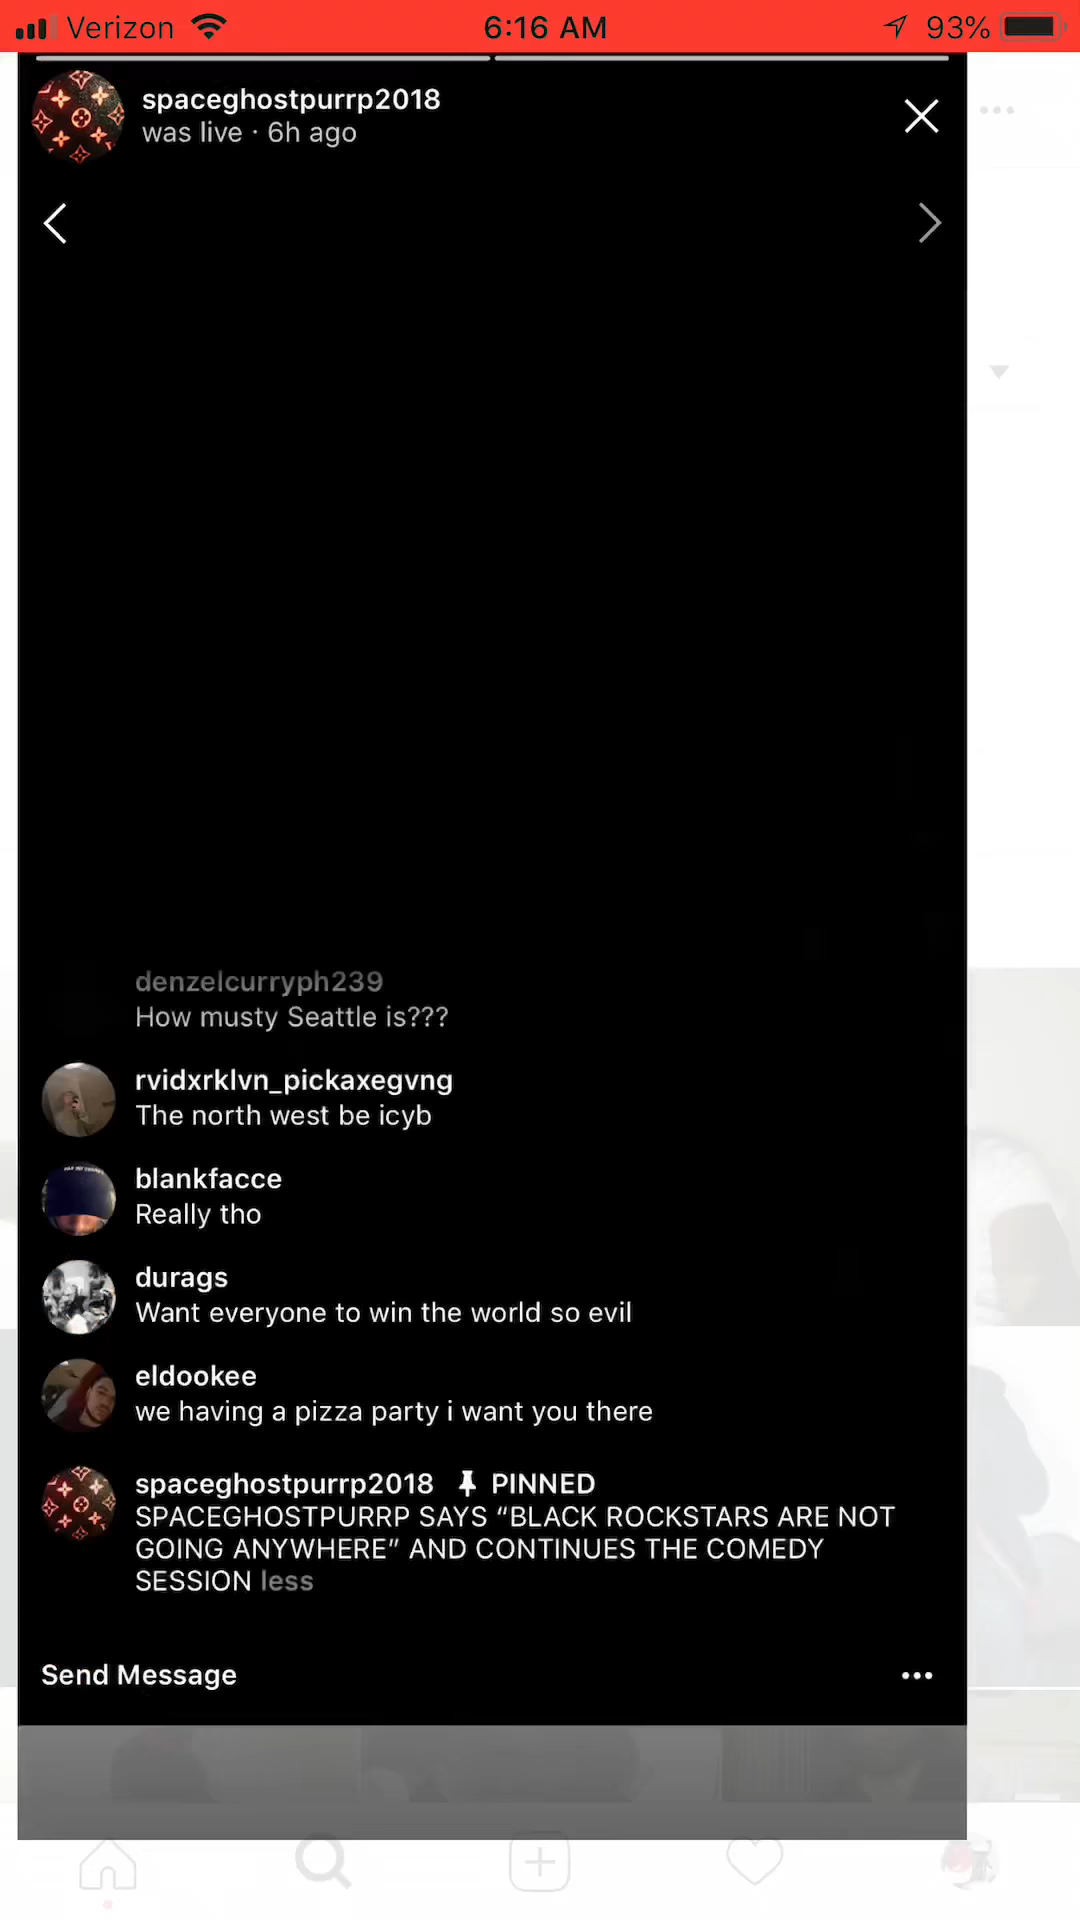 Verizon 6:16 AM 93%
spaceghostpurrp2018
was live · 6h ago
denzelcurryph239
How musty Seattle is???
rvidxrklvn_pickaxegvng
The north west be icyb
blankfacce
Really tho
durags
Want everyone to win the world so evil
eldookee
we having a pizza party i want you there
spaceghostpurrp2018 PINNED
SPACEGHOSTPURRP SAYS “BLACK ROCKSTARS ARE NOT
GOING ANYWHERE” AND CONTINUES THE COMEDY
SESSION less
Send Message